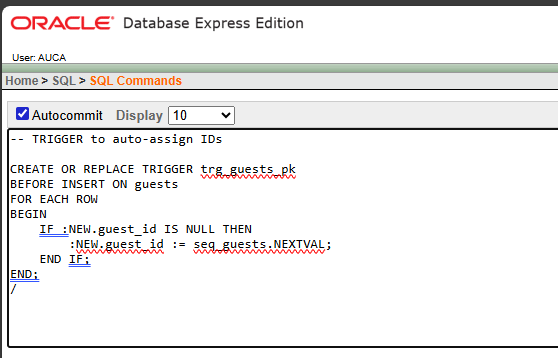 ORACLE® Database Express Edition
User: AUCA
Home > SQL > SQL Commands
Autocommit Display 10
-- TRIGGER to auto-assign IDs
CREATE OR REPLACE TRIGGER trg_guests_pk
BEFORE INSERT ON guests
FOR EACH ROW
BEGIN
    IF :NEW.guest_id IS NULL THEN
        :NEW.guest_id := seq_guests.NEXTVAL;
    END IF;
END;
/